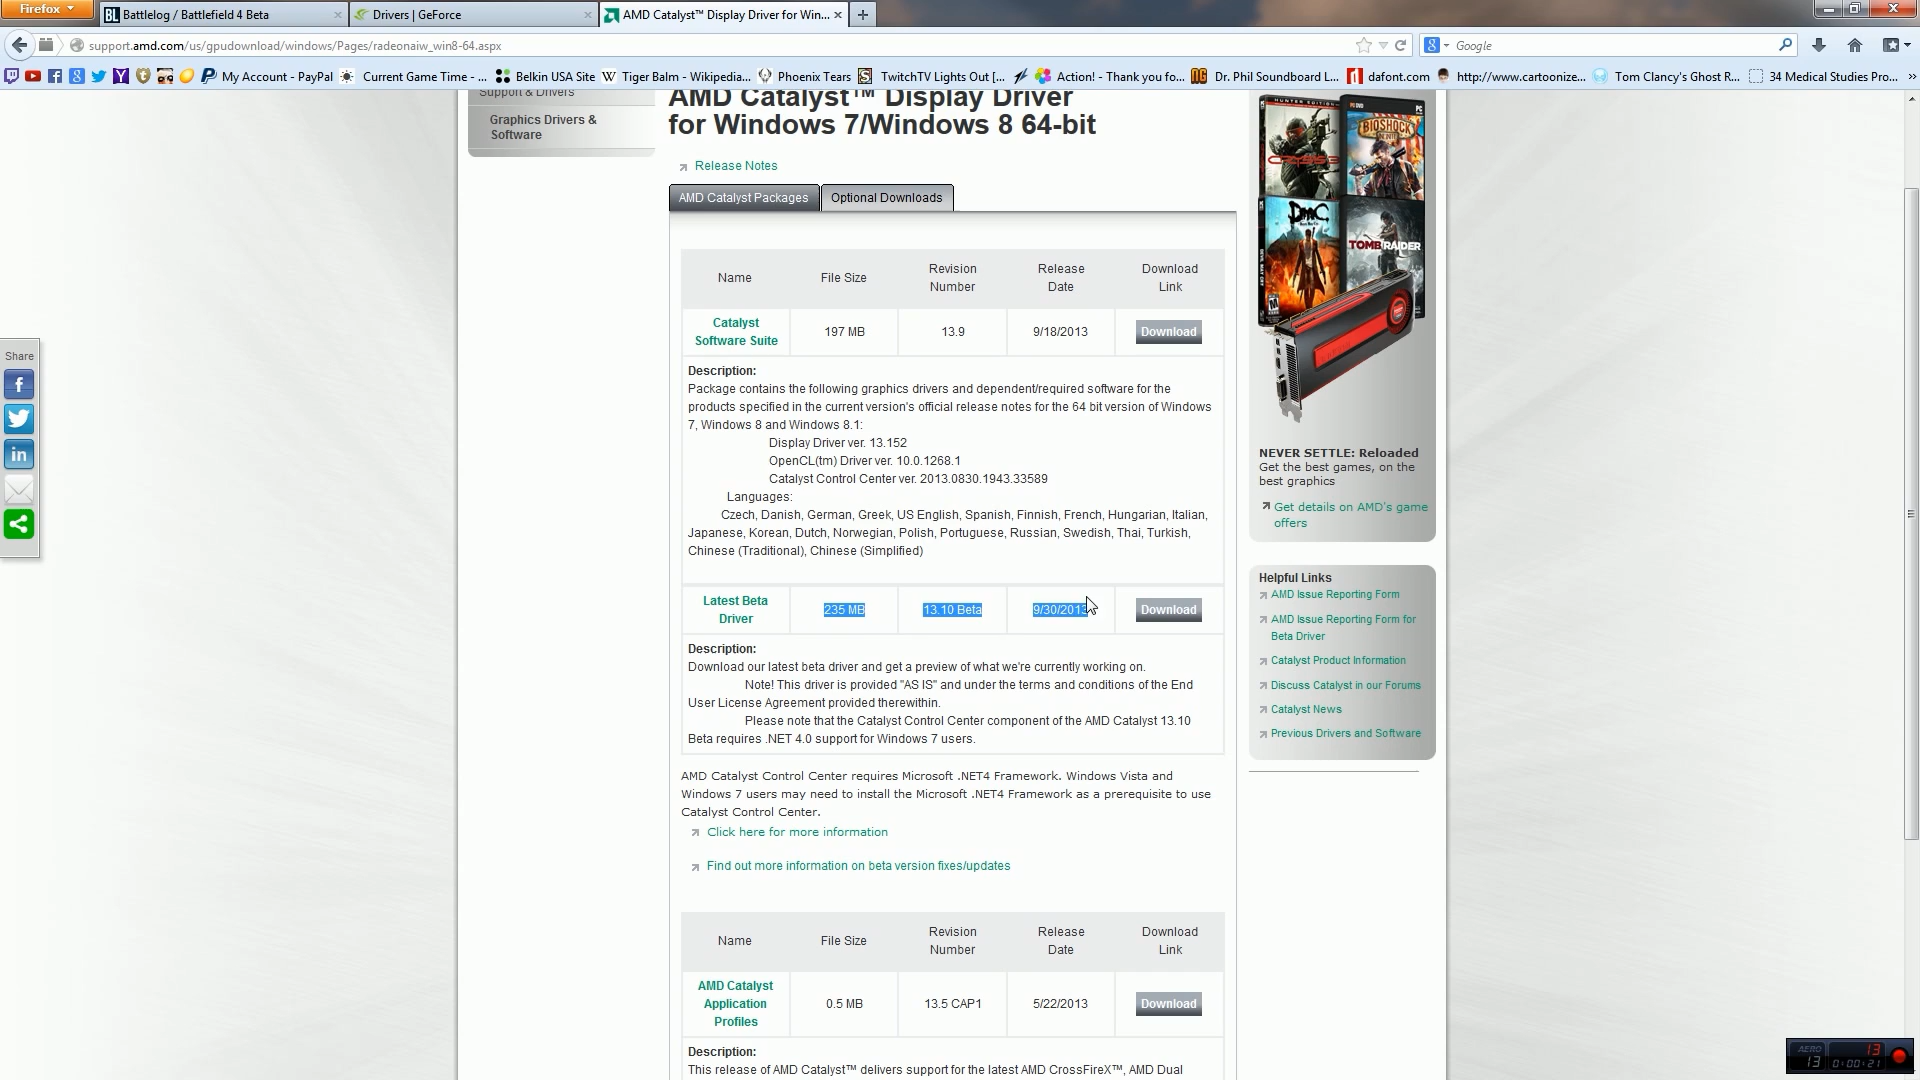 Firefox
Battlelog / Battlefield 4 Beta
Drivers | GeForce
AMD Catalyst™ Display Driver for Win...
support.amd.com/us/gpudownload/windows/Pages/radeonaiw_win8-64.aspx
Google
My Account - PayPal
Current Game Time - ...
Belkin USA Site
Tiger Balm - Wikipedia...
Phoenix Tears
TwitchTV Lights Out [...
Action! - Thank you fo...
Dr. Phil Soundboard L...
dafont.com
http://www.cartoonize...
Tom Clancy's Ghost R...
34 Medical Studies Pro...
Support & Drivers
Graphics Drivers &
Software
AMD Catalyst™ Display Driver
for Windows 7/Windows 8 64-bit
Release Notes
AMD Catalyst Packages
Optional Downloads
Name
File Size
Revision
Number
Release
Date
Download
Link
Catalyst
Software Suite
197 MB
13.9
9/18/2013
Download
Description:
Package contains the following graphics drivers and dependent/required software for the
products specified in the current version's official release notes for the 64 bit version of Windows
7, Windows 8 and Windows 8.1:
Display Driver ver. 13.152
OpenCL(tm) Driver ver. 10.0.1268.1
Catalyst Control Center ver. 2013.0830.1943.33589
Languages:
Czech, Danish, German, Greek, US English, Spanish, Finnish, French, Hungarian, Italian,
Japanese, Korean, Dutch, Norwegian, Polish, Portuguese, Russian, Swedish, Thai, Turkish,
Chinese (Traditional), Chinese (Simplified)
Latest Beta
Driver
235 MB
13.10 Beta
9/30/2013
Download
Description:
Download our latest beta driver and get a preview of what we're currently working on.
Note! This driver is provided "AS IS" and under the terms and conditions of the End
User License Agreement provided therewithin.
Please note that the Catalyst Control Center component of the AMD Catalyst 13.10
Beta requires .NET 4.0 support for Windows 7 users.
AMD Catalyst Control Center requires Microsoft .NET4 Framework. Windows Vista and
Windows 7 users may need to install the Microsoft .NET4 Framework as a prerequisite to use
Catalyst Control Center.
Click here for more information
Find out more information on beta version fixes/updates
Name
File Size
Revision
Number
Release
Date
Download
Link
AMD Catalyst
Application
Profiles
0.5 MB
13.5 CAP1
5/22/2013
Download
Description:
This release of AMD Catalyst™ delivers support for the latest AMD CrossFireX™, AMD Dual
Share
HUNTER EDITION
CRYSIS 3
PC
BIOSHOCK
DmC
TOMB RAIDER
NEVER SETTLE: Reloaded
Get the best games, on the
best graphics
Get details on AMD's game
offers
Helpful Links
AMD Issue Reporting Form
AMD Issue Reporting Form for
Beta Driver
Catalyst Product Information
Discuss Catalyst in our Forums
Catalyst News
Previous Drivers and Software
AERO
13
13
0:00:21